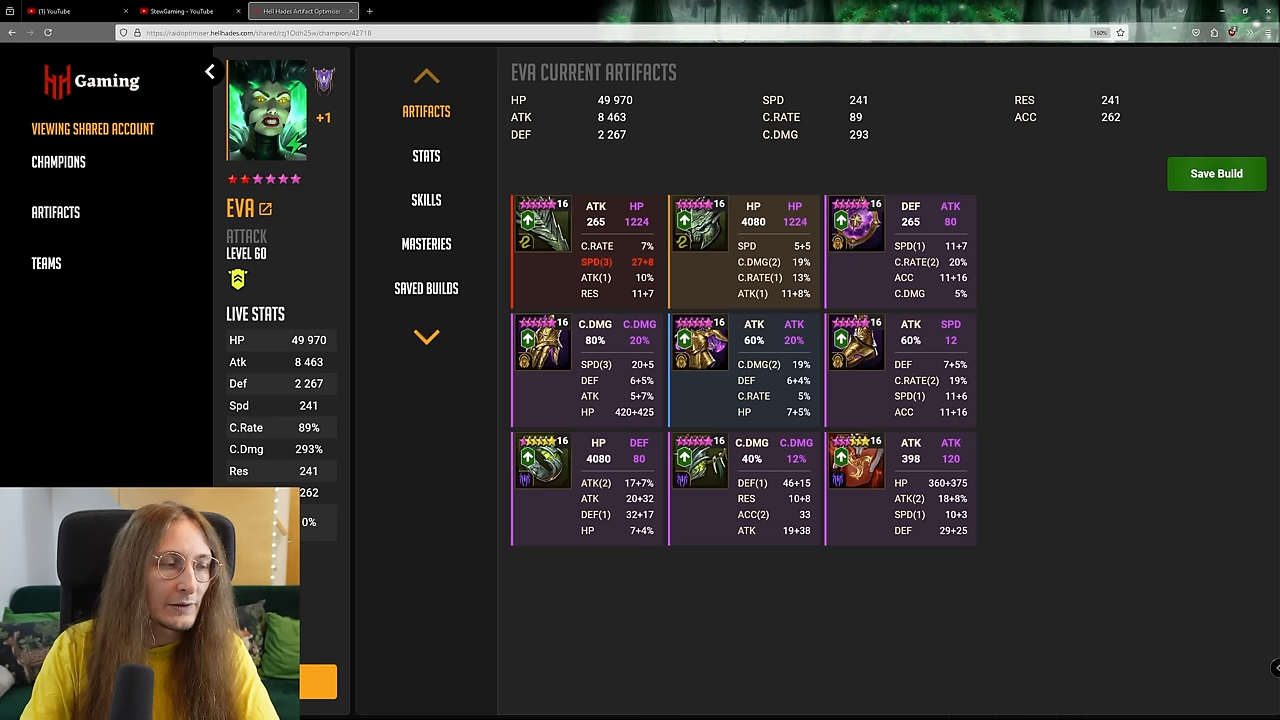 (1) YouTube
StewGaming - YouTube
Hell Hades Artifact Optimiser
https://raidoptimiser.hellhades.com/shared/rzj1Odh25w/champion/42718
160%
HH Gaming
VIEWING SHARED ACCOUNT
CHAMPIONS
ARTIFACTS
TEAMS
+1
EVA
ATTACK
LEVEL 60
LIVE STATS
HP 49 970
Atk 8 463
Def 2 267
Spd 241
C.Rate 89%
C.Dmg 293%
Res 241
262
0%
ARTIFACTS
STATS
SKILLS
MASTERIES
SAVED BUILDS
EVA CURRENT ARTIFACTS
HP 49 970 SPD 241 RES 241
ATK 8 463 C.RATE 89 ACC 262
DEF 2 267 C.DMG 293
Save Build
16 ATK HP
265 1224
C.RATE 7%
SPD(3) 27+8
ATK(1) 10%
RES 11+7
16 HP HP
4080 1224
SPD 5+5
C.DMG(2) 19%
C.RATE(1) 13%
ATK(1) 11+8%
16 DEF ATK
265 80
SPD(1) 11+7
C.RATE(2) 20%
ACC 11+16
C.DMG 5%
16 C.DMG C.DMG
80% 20%
SPD(3) 20+5
DEF 6+5%
ATK 5+7%
HP 420+425
16 ATK ATK
60% 20%
C.DMG(2) 19%
DEF 6+4%
C.RATE 5%
HP 7+5%
16 ATK SPD
60% 12
DEF 7+5%
C.RATE(2) 19%
SPD(1) 11+6
ACC 11+16
16 HP DEF
4080 80
ATK(2) 17+7%
ATK 20+32
DEF(1) 32+17
HP 7+4%
16 C.DMG C.DMG
40% 12%
DEF(1) 46+15
RES 10+8
ACC(2) 33
ATK 19+38
16 ATK ATK
398 120
HP 360+375
ATK(2) 18+8%
SPD(1) 10+3
DEF 29+25